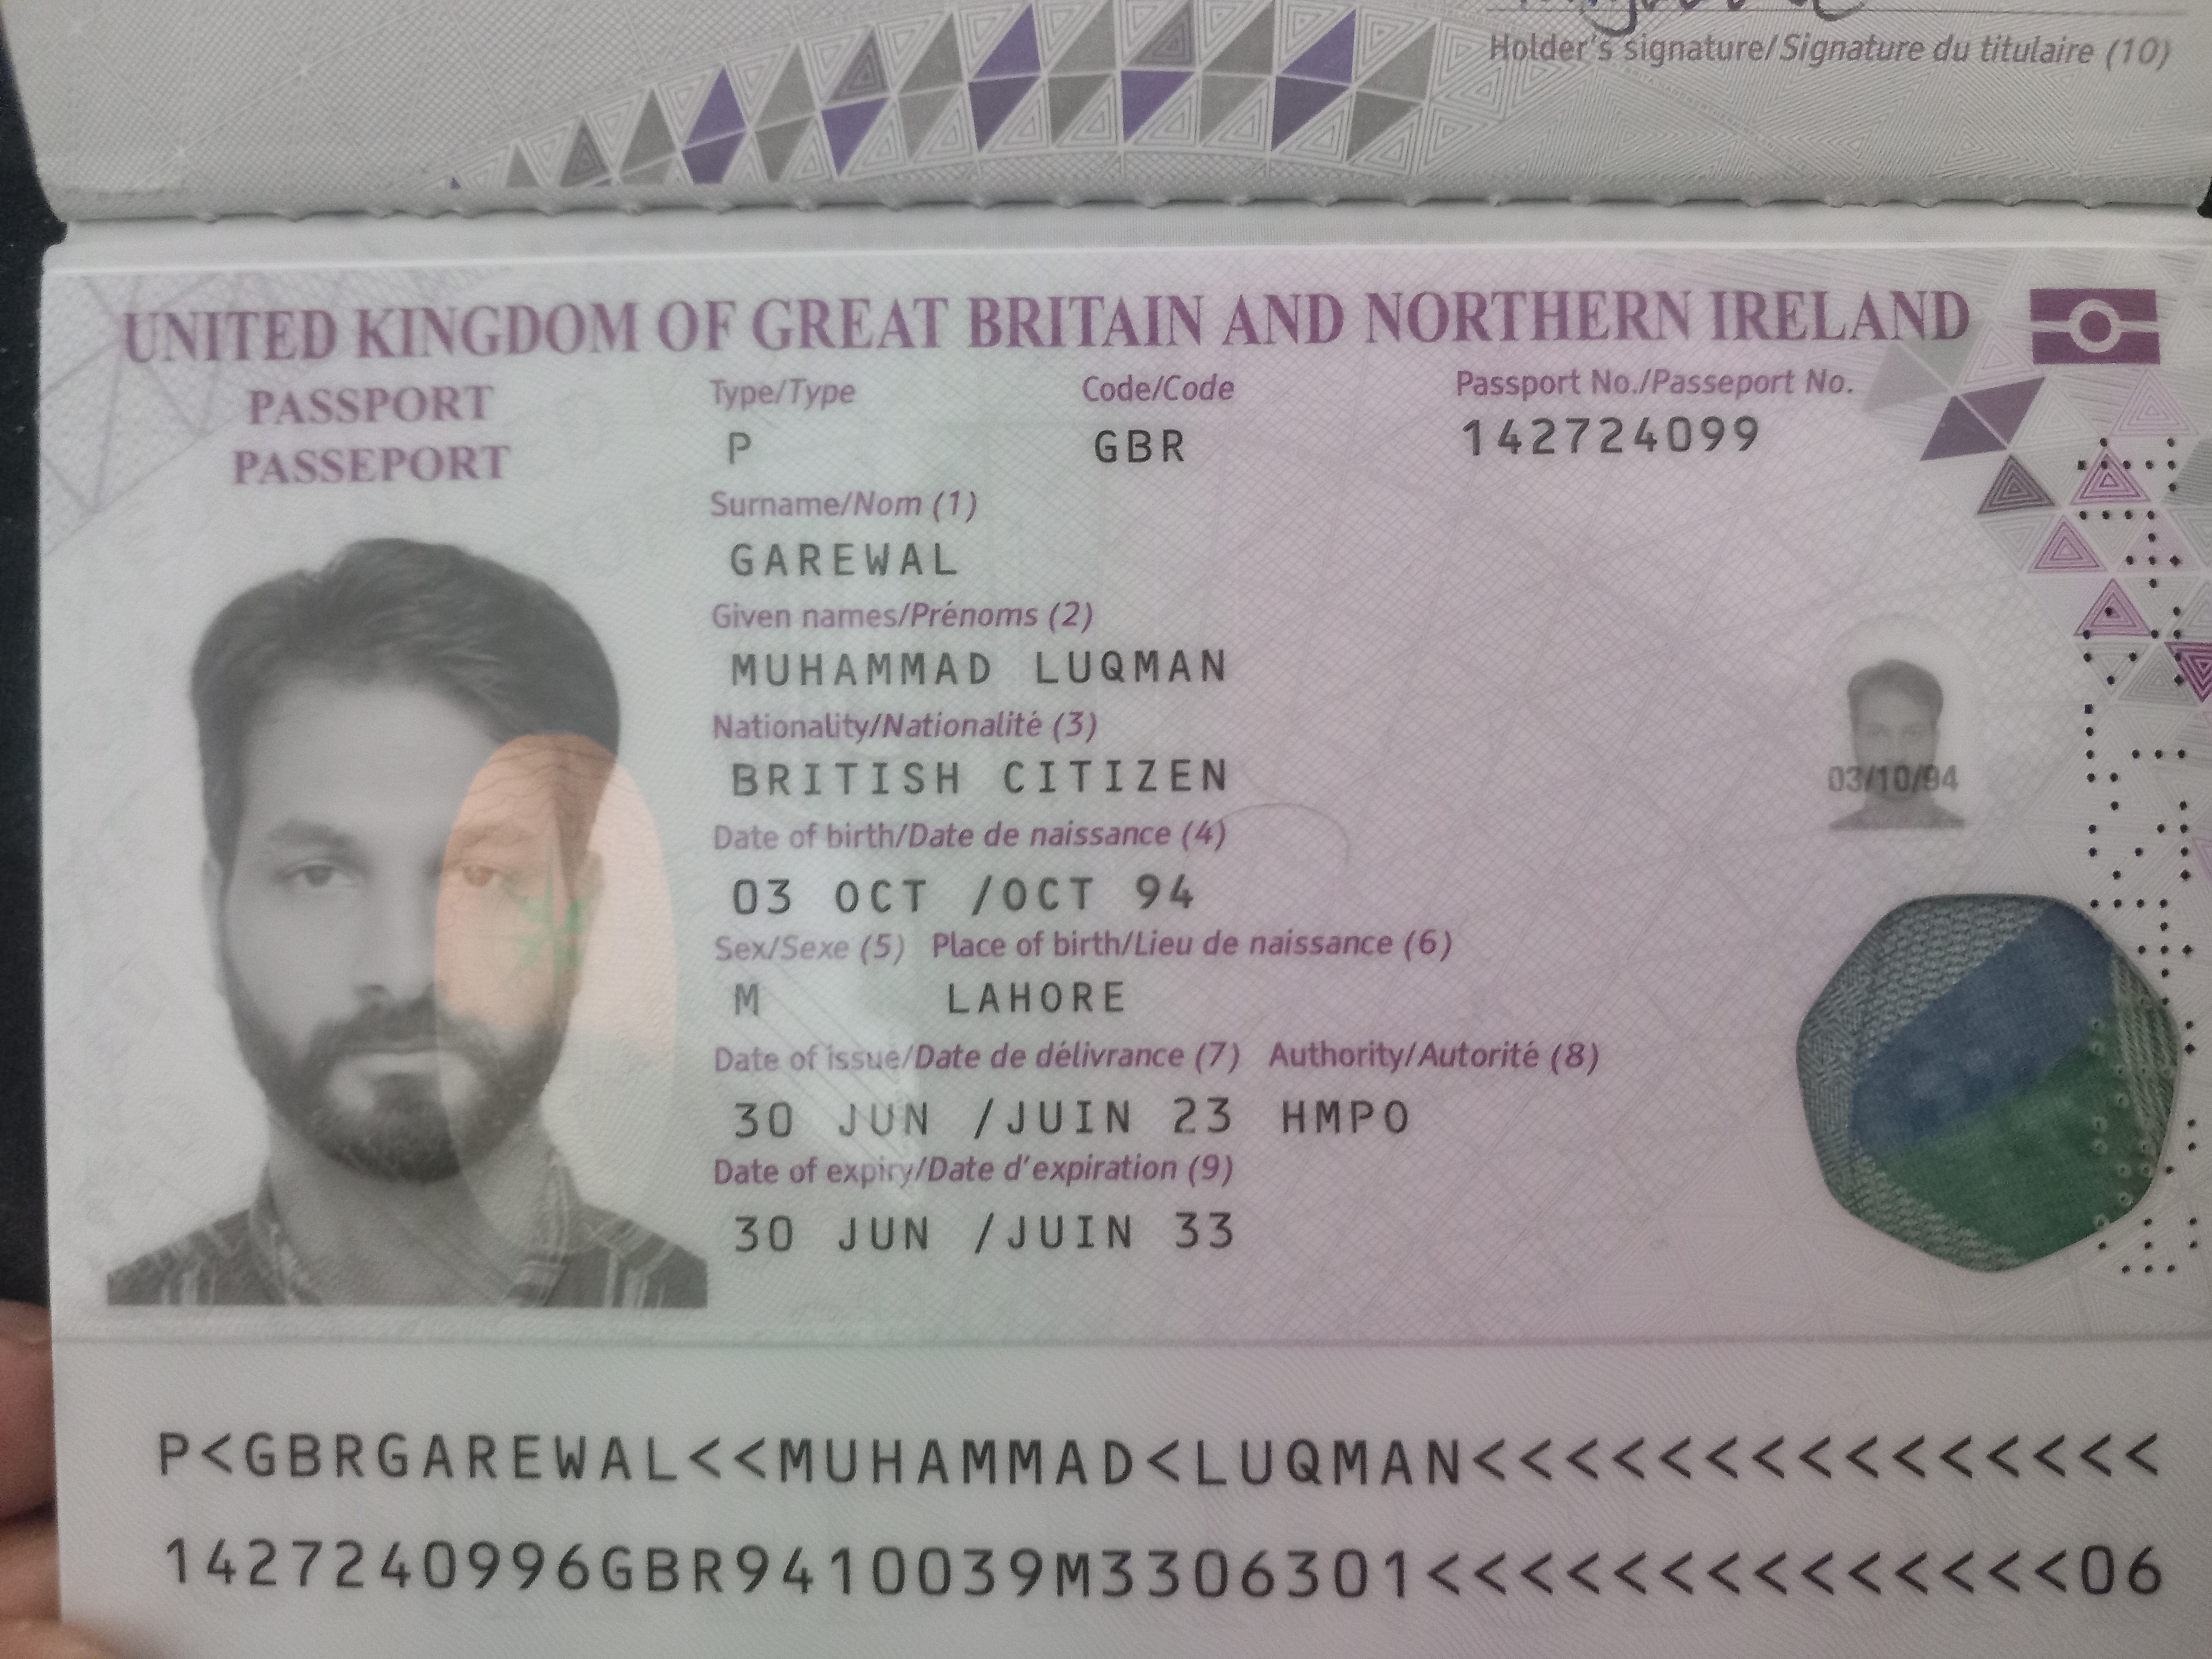 Holder's signature/Signature du titulaire (10)
UNITED KINGDOM OF GREAT BRITAIN AND NORTHERN IRELAND
PASSPORT
PASSEPORT
Type/Type Code/Code Passport No./Passeport No.
P GBR 142724099
Surname/Nom (1)
GAREWAL
Given names/Prénoms (2)
MUHAMMAD LUQMAN
Nationality/Nationalité (3)
BRITISH CITIZEN
Date of birth/Date de naissance (4)
03 OCT /OCT 94
03/10/94
Sex/Sexe (5) Place of birth/Lieu de naissance (6)
M LAHORE
Date of issue/Date de délivrance (7) Authority/Autorité (8)
30 JUN /JUIN 23 HMPO
Date of expiry/Date d'expiration (9)
30 JUN /JUIN 33
P<GBRGAREWAL<<MUHAMMAD<LUQMAN<<<<<<<<<<<<<<<
1427240996GBR9410039M3306301<<<<<<<<<<<<<<06